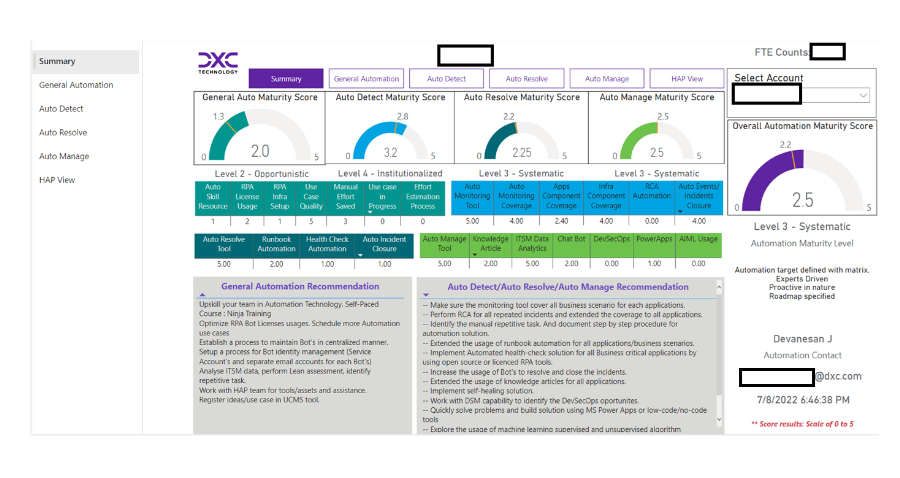 Summary
General Automation
Auto Detect
Auto Resolve
Auto Manage
HAP View
DXC
TECHNOLOGY
FTE Counts:
Summary
General Automation
Auto Detect
Auto Resolve
Auto Manage
HAP View
Select Account
General Auto Maturity Score
1.3
0
2.0
5
Level 2 - Opportunistic
Auto Detect Maturity Score
2.8
0
3.2
5
Level 4 - Institutionalized
Auto Resolve Maturity Score
2.2
0
2.25
5
Level 3 - Systematic
Auto Manage Maturity Score
2.5
0
2.5
5
Level 3 - Systematic
Overall Automation Maturity Score
2.2
0
2.5
5
Level 3 - Systematic
Automation Maturity Level
Auto Skill Resource
RPA License Usage
RPA Infra Setup
Use Case Quality
Manual Effort Saved
Use case in Progress
Effort Estimation Process
1 2 1 5 3 0 0
Auto Monitoring Tool
Auto Monitoring Coverage
Apps Component Coverage
Infra Component Coverage
RCA Automation
Auto Events/ Incidents Closure
5.00 4.00 2.40 4.00 0.00 4.00
Auto Resolve Tool
Runbook Automation
Health Check Automation
Auto Incident Closure
5.00 2.00 1.00 1.00
Auto Manage Tool
Knowledge Article
ITSM Data Analytics
Chat Bot
DevSecOps
PowerApps
AIML Usage
5.00 2.00 5.00 2.00 0.00 1.00 0.00
General Automation Recommendation
Upskill your team in Automation Technology. Self-Paced
Course : Ninja Training
Optimize RPA Bot Licenses usages. Schedule more Automation
use cases
Establish a process to maintain Bot's in centralized manner.
Setup a process for Bot identity management (Service
Account's and separate email accounts for each Bot's)
Analyse ITSM data, perform Lean assessment, identify
repetitive task.
Work with HAP team for tools/assets and assistance.
Register ideas/use case in UCMS tool.
Auto Detect/Auto Resolve/Auto Manage Recommendation
-- Make sure the monitoring tool cover all business scenario for each applications.
-- Perform RCA for all repeated incidents and extended the coverage to all applications.
-- Identify the manual repetitive task. And document step by step procedure for
automation solution.
-- Extended the usage of runbook automation for all applications/business scenarios.
-- Implement Automated health-check solution for all Business critical applications by
using open source or licenced RPA tools.
-- Increase the usage of Bot's to resolve and close the incidents.
-- Extended the usage of knowledge articles for all applications.
-- Implement self-healing solution.
-- Work with DSM capability to identify the DevSecOps oportunites.
-- Quickly solve problems and build solution using MS Power Apps or low-code/no-code
tools
-- Explore the usage of machine learning supervised and unsupervised algorithm
Automation target defined with matrix.
Experts Driven
Proactive in nature
Roadmap specified
Devanesan J
Automation Contact
@dxc.com
7/8/2022 6:46:38 PM
** Score results: Scale of 0 to 5